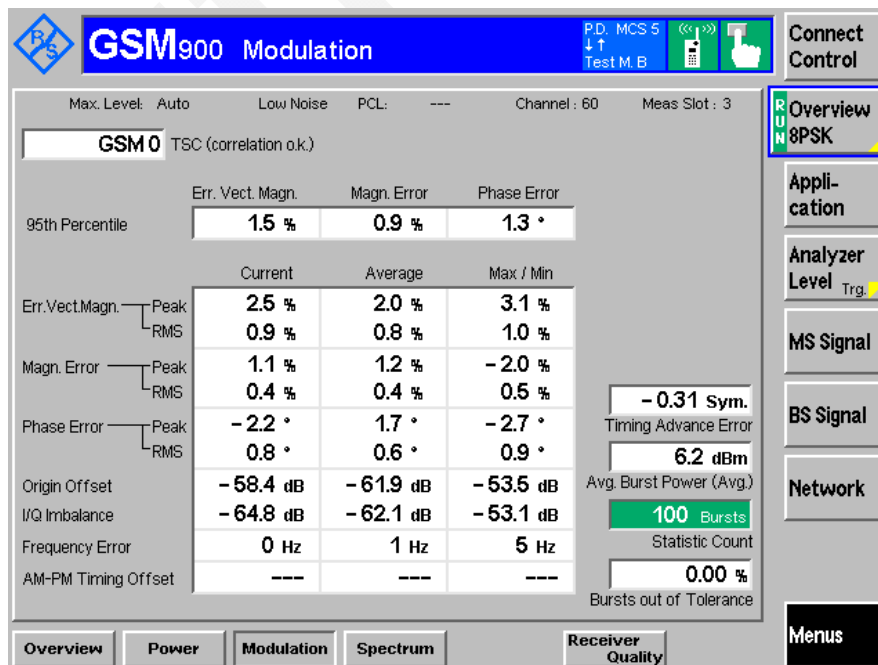 R&S
GSM900 Modulation
P.D. MCS 5
↓↑
Test M. B
Connect
Control
Max. Level: Auto Low Noise PCL: --- Channel : 60 Meas Slot : 3
RUN
Overview
8PSK
GSM 0 TSC (correlation o.k.)
Appli-
cation
Err. Vect. Magn. Magn. Error Phase Error
95th Percentile 1.5 % 0.9 % 1.3 °
Analyzer
Level Trg.
Current Average Max / Min
Err.Vect.Magn. Peak 2.5 % 2.0 % 3.1 %
RMS 0.9 % 0.8 % 1.0 %
MS Signal
Magn. Error Peak 1.1 % 1.2 % – 2.0 %
RMS 0.4 % 0.4 % 0.5 %
– 0.31 Sym.
Timing Advance Error
BS Signal
Phase Error Peak – 2.2 ° 1.7 ° – 2.7 °
RMS 0.8 ° 0.6 ° 0.9 °
6.2 dBm
Avg. Burst Power (Avg.)
Origin Offset – 58.4 dB – 61.9 dB – 53.5 dB
Network
I/Q Imbalance – 64.8 dB – 62.1 dB – 53.1 dB
100 Bursts
Statistic Count
Frequency Error 0 Hz 1 Hz 5 Hz
AM-PM Timing Offset --- --- ---
0.00 %
Bursts out of Tolerance
Overview Power Modulation Spectrum Receiver Quality
Menus